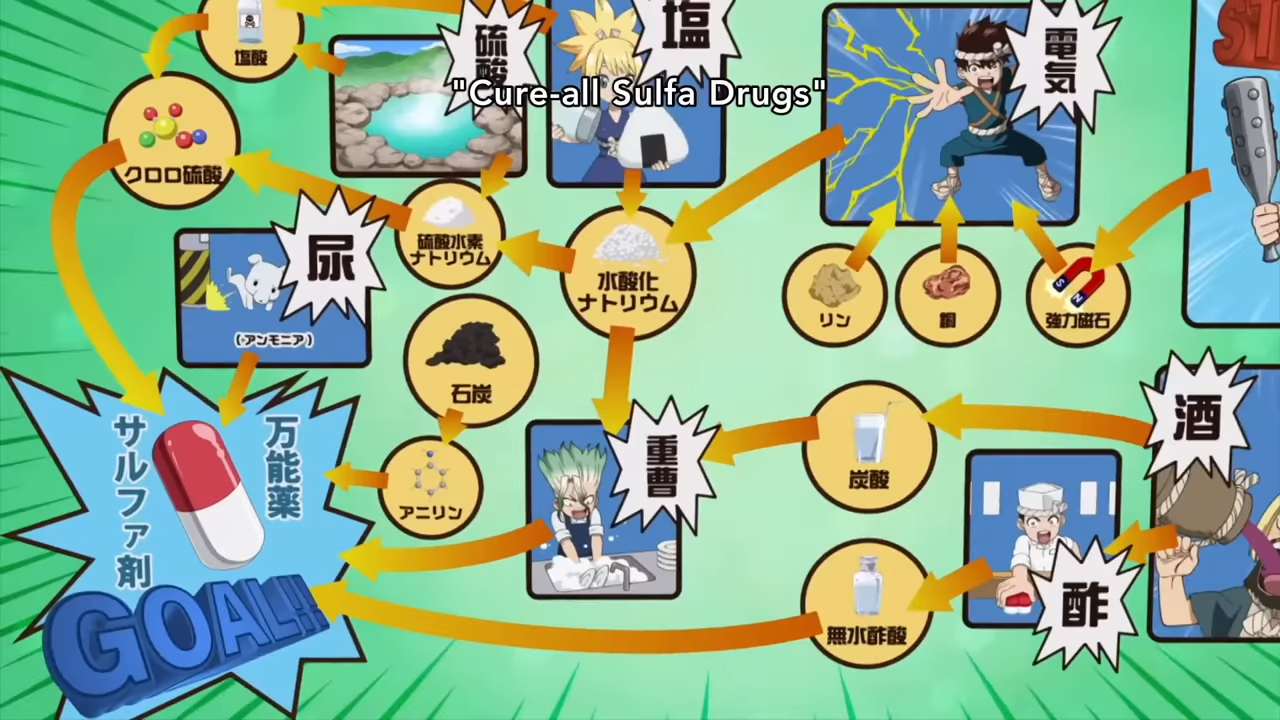 塩酸
硫酸
塩
電気
ST
"Cure-all Sulfa Drugs"
クロロ硫酸
硫酸水素
ナトリウム
水酸化
ナトリウム
リン
銅
強力磁石
S N
尿
(アンモニア)
石炭
アニリン
重曹
炭酸
酒
酢
無水酢酸
万能薬
サルファ剤
GOAL!!